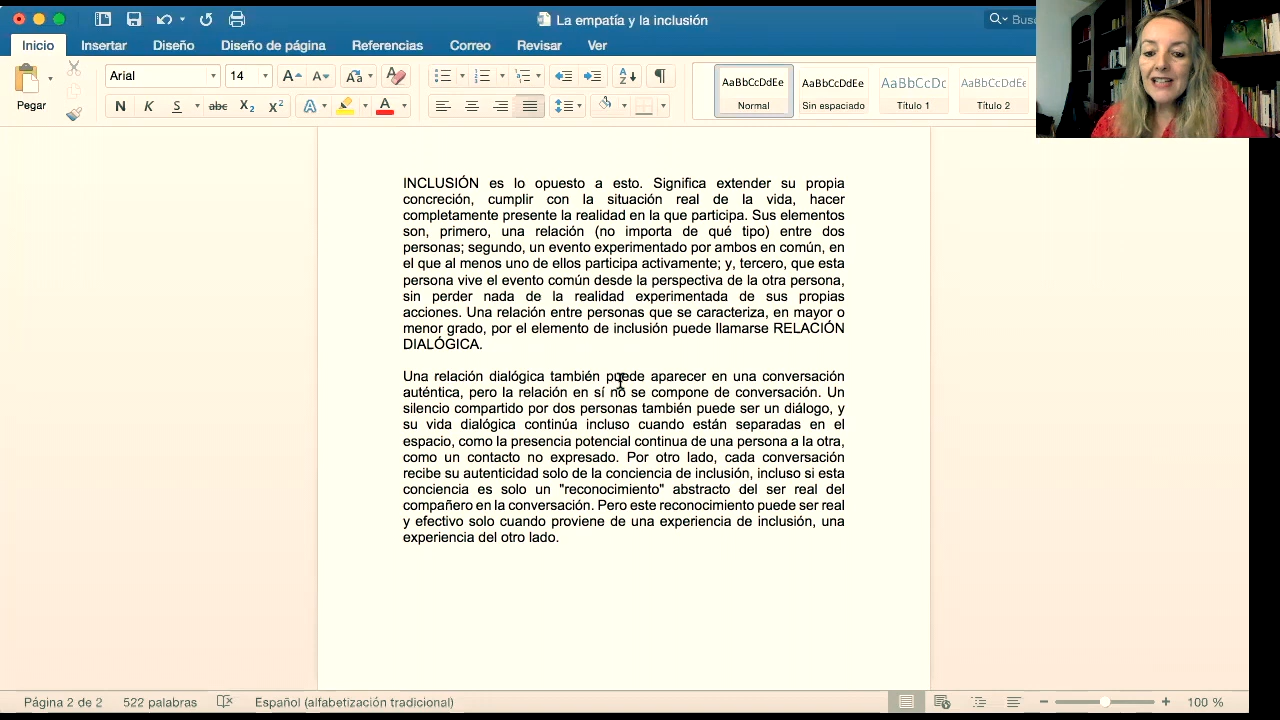 La empatía y la inclusión
Inicio Insertar Diseño Diseño de página Referencias Correo Revisar Ver
Arial 14
Pegar
N K S abc X2 X2 A A
AaBbCcDdEe AaBbCcDdEe AaBbCcDc AaBbCcDdEe
Normal Sin espaciado Título 1 Título 2
INCLUSIÓN es lo opuesto a esto. Significa extender su propia
concreción, cumplir con la situación real de la vida, hacer
completamente presente la realidad en la que participa. Sus elementos
son, primero, una relación (no importa de qué tipo) entre dos
personas; segundo, un evento experimentado por ambos en común, en
el que al menos uno de ellos participa activamente; y, tercero, que esta
persona vive el evento común desde la perspectiva de la otra persona,
sin perder nada de la realidad experimentada de sus propias
acciones. Una relación entre personas que se caracteriza, en mayor o
menor grado, por el elemento de inclusión puede llamarse RELACIÓN
DIALÓGICA.
Una relación dialógica también puede aparecer en una conversación
auténtica, pero la relación en sí no se compone de conversación. Un
silencio compartido por dos personas también puede ser un diálogo, y
su vida dialógica continúa incluso cuando están separadas en el
espacio, como la presencia potencial continua de una persona a la otra,
como un contacto no expresado. Por otro lado, cada conversación
recibe su autenticidad solo de la conciencia de inclusión, incluso si esta
conciencia es solo un "reconocimiento" abstracto del ser real del
compañero en la conversación. Pero este reconocimiento puede ser real
y efectivo solo cuando proviene de una experiencia de inclusión, una
experiencia del otro lado.
Página 2 de 2 522 palabras Español (alfabetización tradicional) 100 %